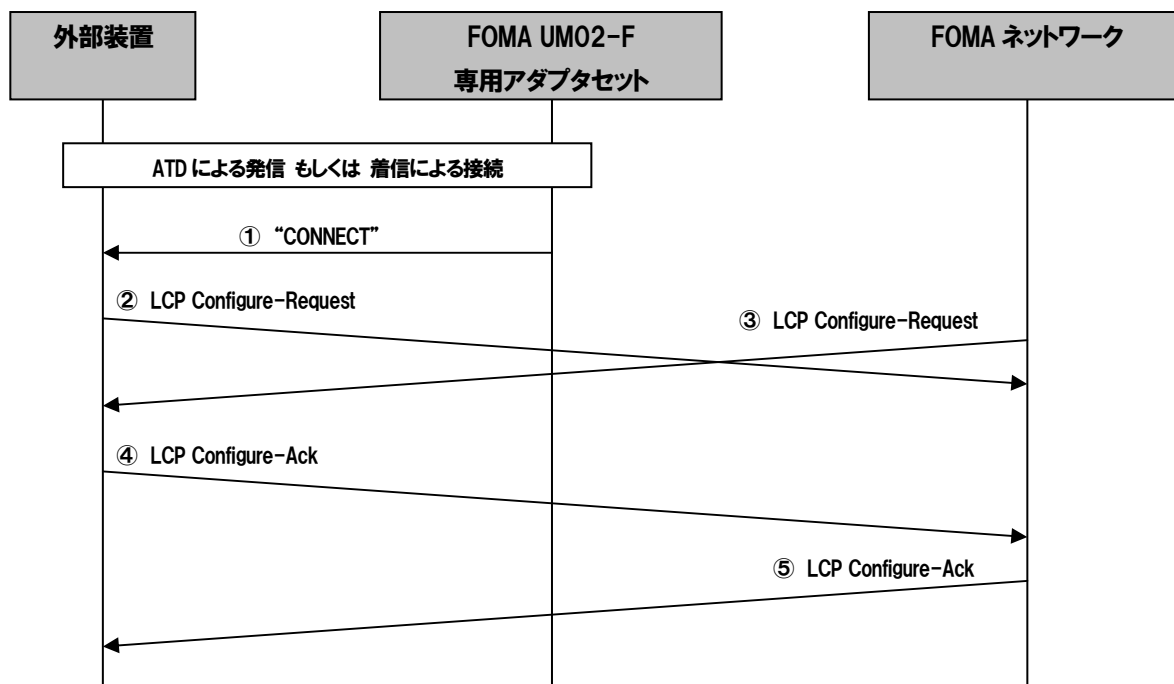 外部装置
FOMA UM02-F
専用アダプタセット
FOMA ネットワーク
ATD による発信 もしくは 着信による接続
① “CONNECT”
② LCP Configure-Request
③ LCP Configure-Request
④ LCP Configure-Ack
⑤ LCP Configure-Ack